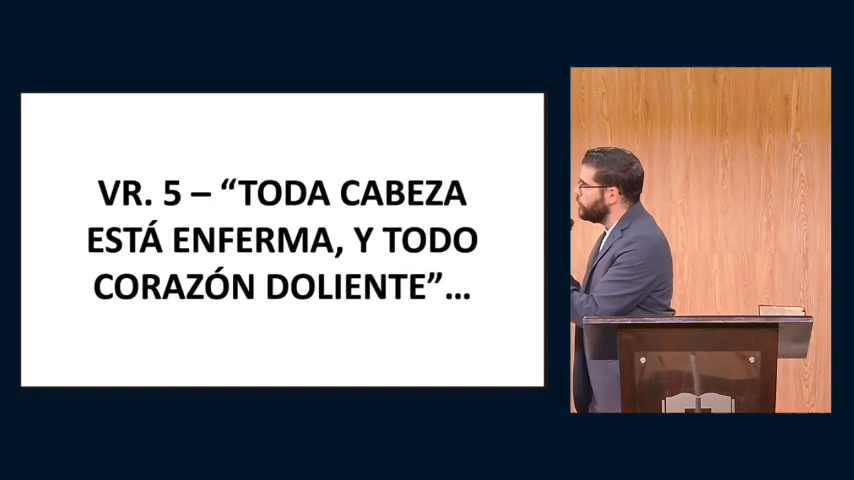 VR. 5 – “TODA CABEZA
ESTÁ ENFERMA, Y TODO
CORAZÓN DOLIENTE”...